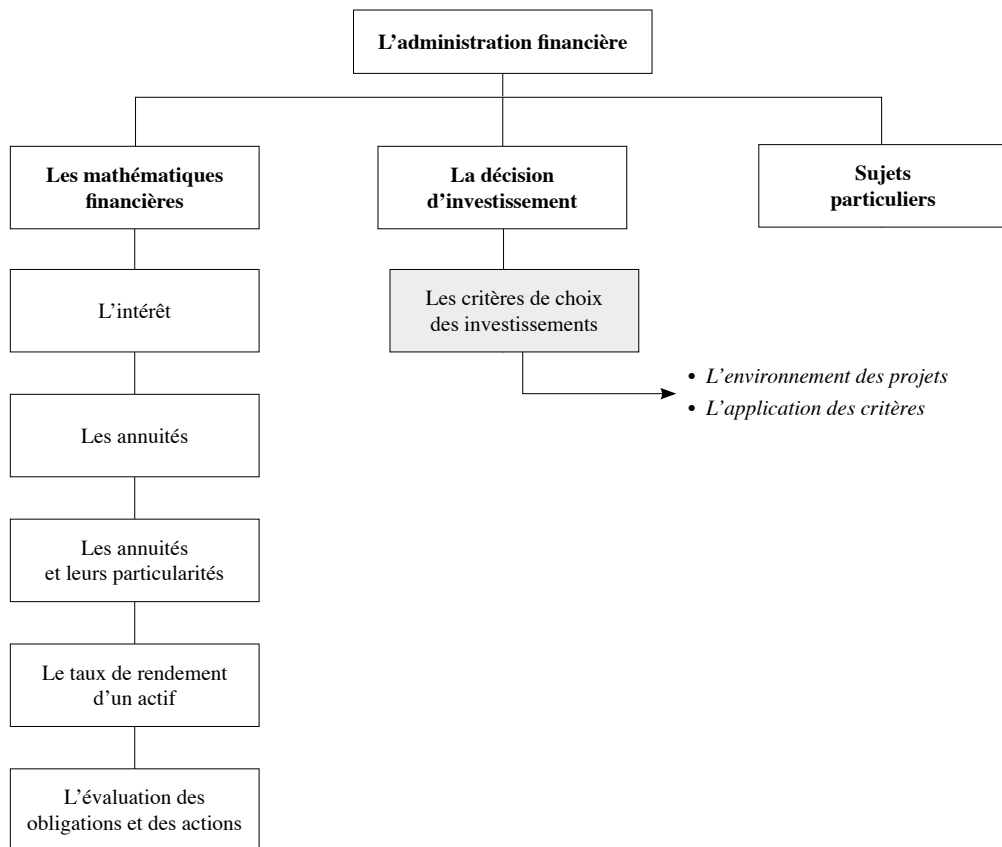 L’administration financière
Les mathématiques
financières
La décision
d’investissement
Sujets
particuliers
L’intérêt
Les critères de choix
des investissements
• L’environnement des projets
• L’application des critères
Les annuités
Les annuités
et leurs particularités
Le taux de rendement
d’un actif
L’évaluation des
obligations et des actions